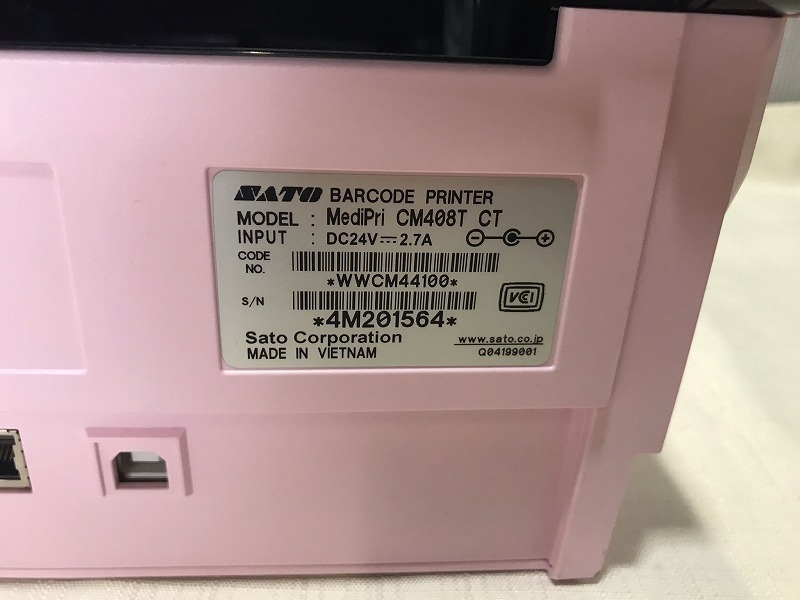 SATO BARCODE PRINTER
MODEL : MediPri CM408T CT
INPUT : DC24V⎓2.7A
CODE NO.
*WWCM44100*
S/N
*4M201564*
VCCI
Sato Corporation
www.sato.co.jp
MADE IN VIETNAM
Q04199001